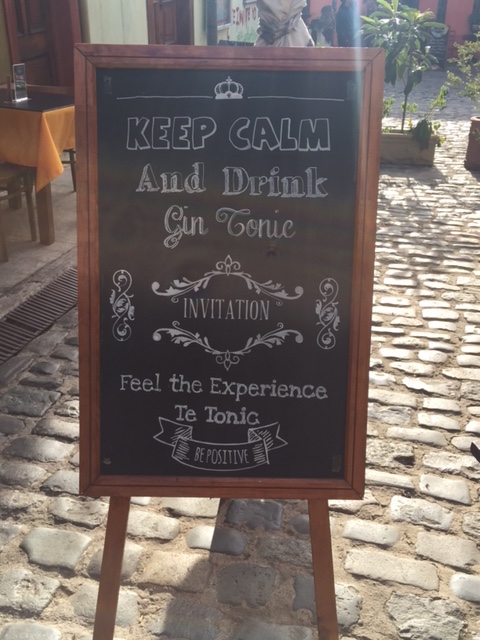 KEEP CALM
And Drink
Gin Tonic
INVITATION
Feel the Experience
Te Tonic
BE POSITIVE